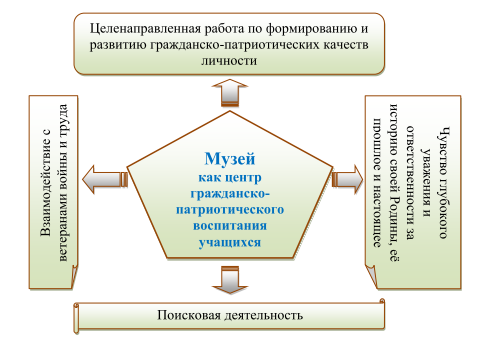 Целенаправленная работа по формированию и
развитию гражданско-патриотических качеств
личности
Взаимодействие с
ветеранами войны и труда
Музей
как центр
гражданско-
патриотического
воспитания
учащихся
Чувство глубокого
уважения и
ответственности за
историю своей Родины, её
прошлое и настоящее
Поисковая деятельность